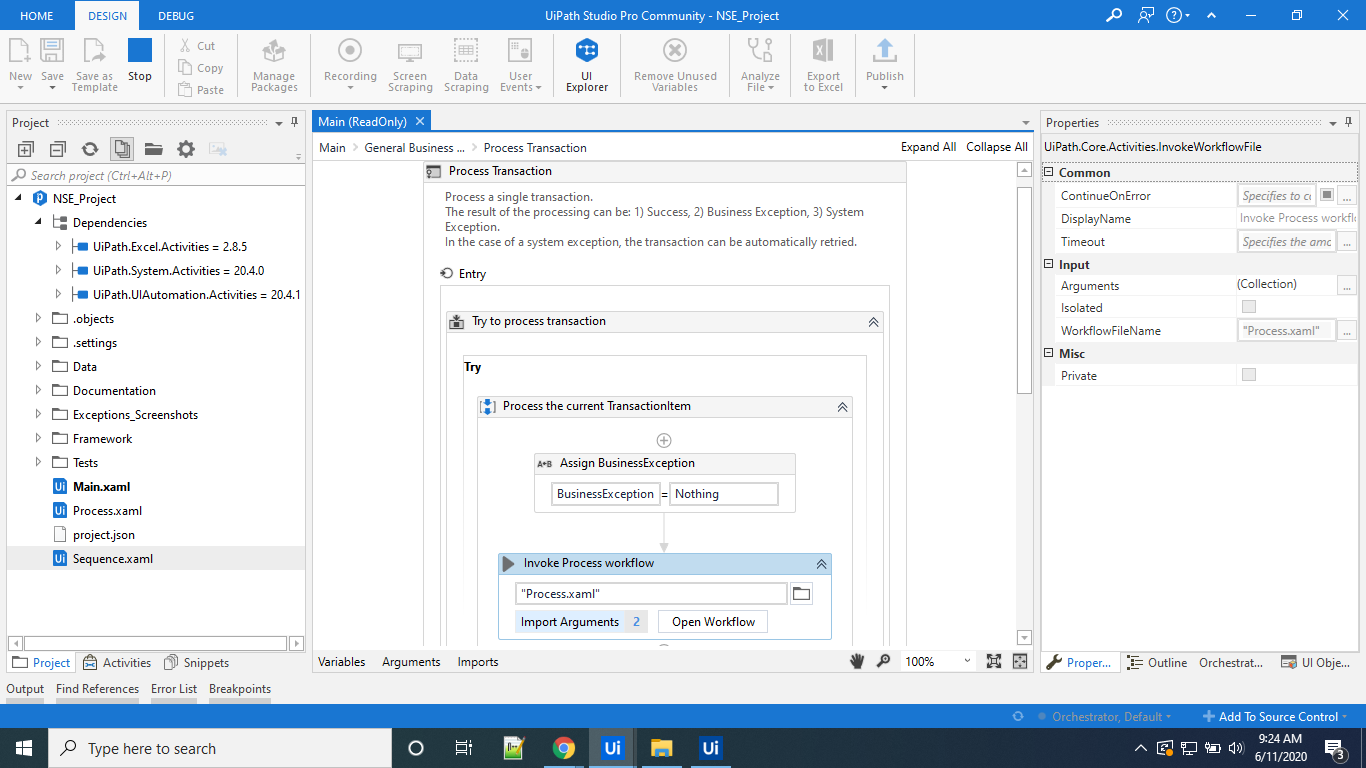 HOME DESIGN DEBUG
UiPath Studio Pro Community - NSE_Project
New Save Save as Template Stop
Cut
Copy
Paste
Manage Packages
Recording Screen Scraping Data Scraping User Events
UI Explorer
Remove Unused Variables
Analyze File
Export to Excel
Publish
Project
Search project (Ctrl+Alt+P)
NSE_Project
Dependencies
UiPath.Excel.Activities = 2.8.5
UiPath.System.Activities = 20.4.0
UiPath.UIAutomation.Activities = 20.4.1
.objects
.settings
Data
Documentation
Exceptions_Screenshots
Framework
Tests
Main.xaml
Process.xaml
project.json
Sequence.xaml
Project Activities Snippets
Main (ReadOnly)
Main > General Business ... > Process Transaction
Expand All Collapse All
Process Transaction
Process a single transaction.
The result of the processing can be: 1) Success, 2) Business Exception, 3) System
Exception.
In the case of a system exception, the transaction can be automatically retried.
Entry
Try to process transaction
Try
Process the current TransactionItem
A+B Assign BusinessException
BusinessException = Nothing
Invoke Process workflow
"Process.xaml"
Import Arguments 2 Open Workflow
Variables Arguments Imports
100%
Properties
UiPath.Core.Activities.InvokeWorkflowFile
Common
ContinueOnError Specifies to co ...
DisplayName Invoke Process workfl
Timeout Specifies the amo ...
Input
Arguments (Collection) ...
Isolated
WorkflowFileName "Process.xaml" ...
Misc
Private
Proper... Outline Orchestrat... UI Obje...
Output Find References Error List Breakpoints
Orchestrator, Default
Add To Source Control
Type here to search
Ui
Ui
9:24 AM
6/11/2020
3